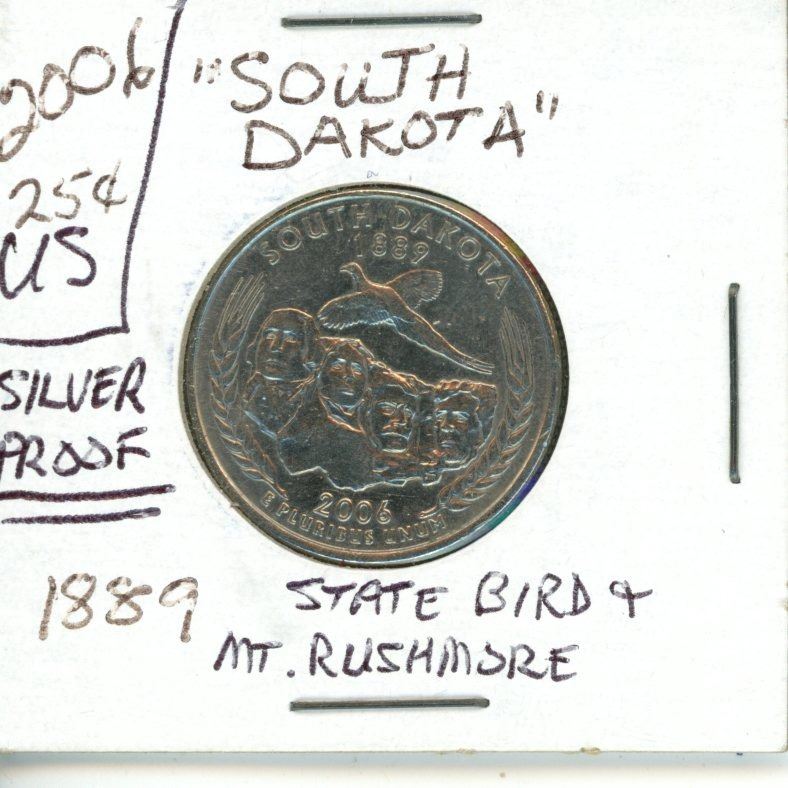 2006
25¢
US
"SOUTH
DAKOTA"
SILVER
PROOF
SOUTH DAKOTA
1889
2006
E PLURIBUS UNUM
1889
STATE BIRD &
MT. RUSHMORE